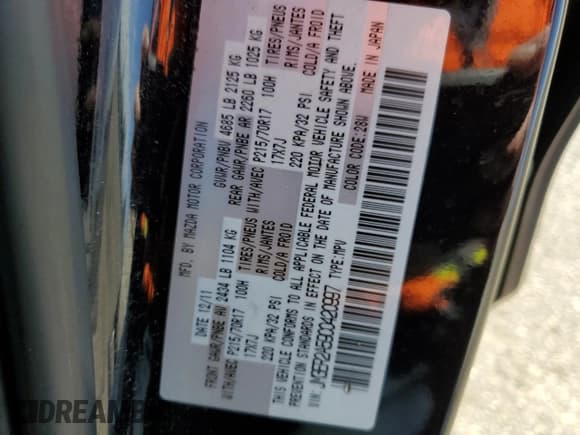 MFD. BY MAZDA MOTOR CORPORATION
DATE 12/11 GVWR/PNBV 4685 LB 2125 KG
FRONT GAWR/PNBE AV 2434 LB 1104 KG REAR GAWR/PNBE AR 2260 LB 1025 KG
WITH/AVEC P215/70R17 100H TIRES/PNEUS WITH/AVEC P215/70R17 100H TIRES/PNEUS
17X7J RIMS/JANTES 17X7J RIMS/JANTES
220 KPA/32 PSI COLD/A FROID 220 KPA/32 PSI COLD/A FROID
THIS VEHICLE CONFORMS TO ALL APPLICABLE FEDERAL MOTOR VEHICLE SAFETY AND THEFT
PREVENTION STANDARDS IN EFFECT ON THE DATE OF MANUFACTURE SHOWN ABOVE.
VIN: TYPE: MPV COLOR CODE: 28W MADE IN JAPAN
DREAM